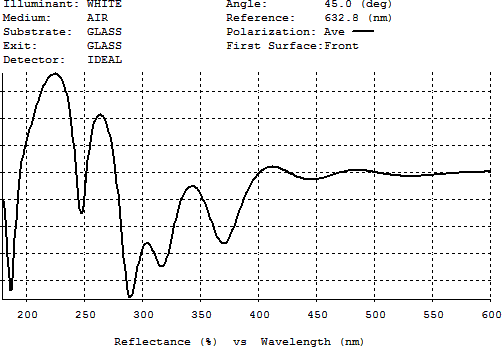 Illuminant: WHITE Angle: 45.0 (deg)
Medium: AIR Reference: 632.8 (nm)
Substrate: GLASS Polarization: Ave
Exit: GLASS First Surface:Front
Detector: IDEAL
200 250 300 350 400 450 500 550 600
Reflectance (%) vs Wavelength (nm)